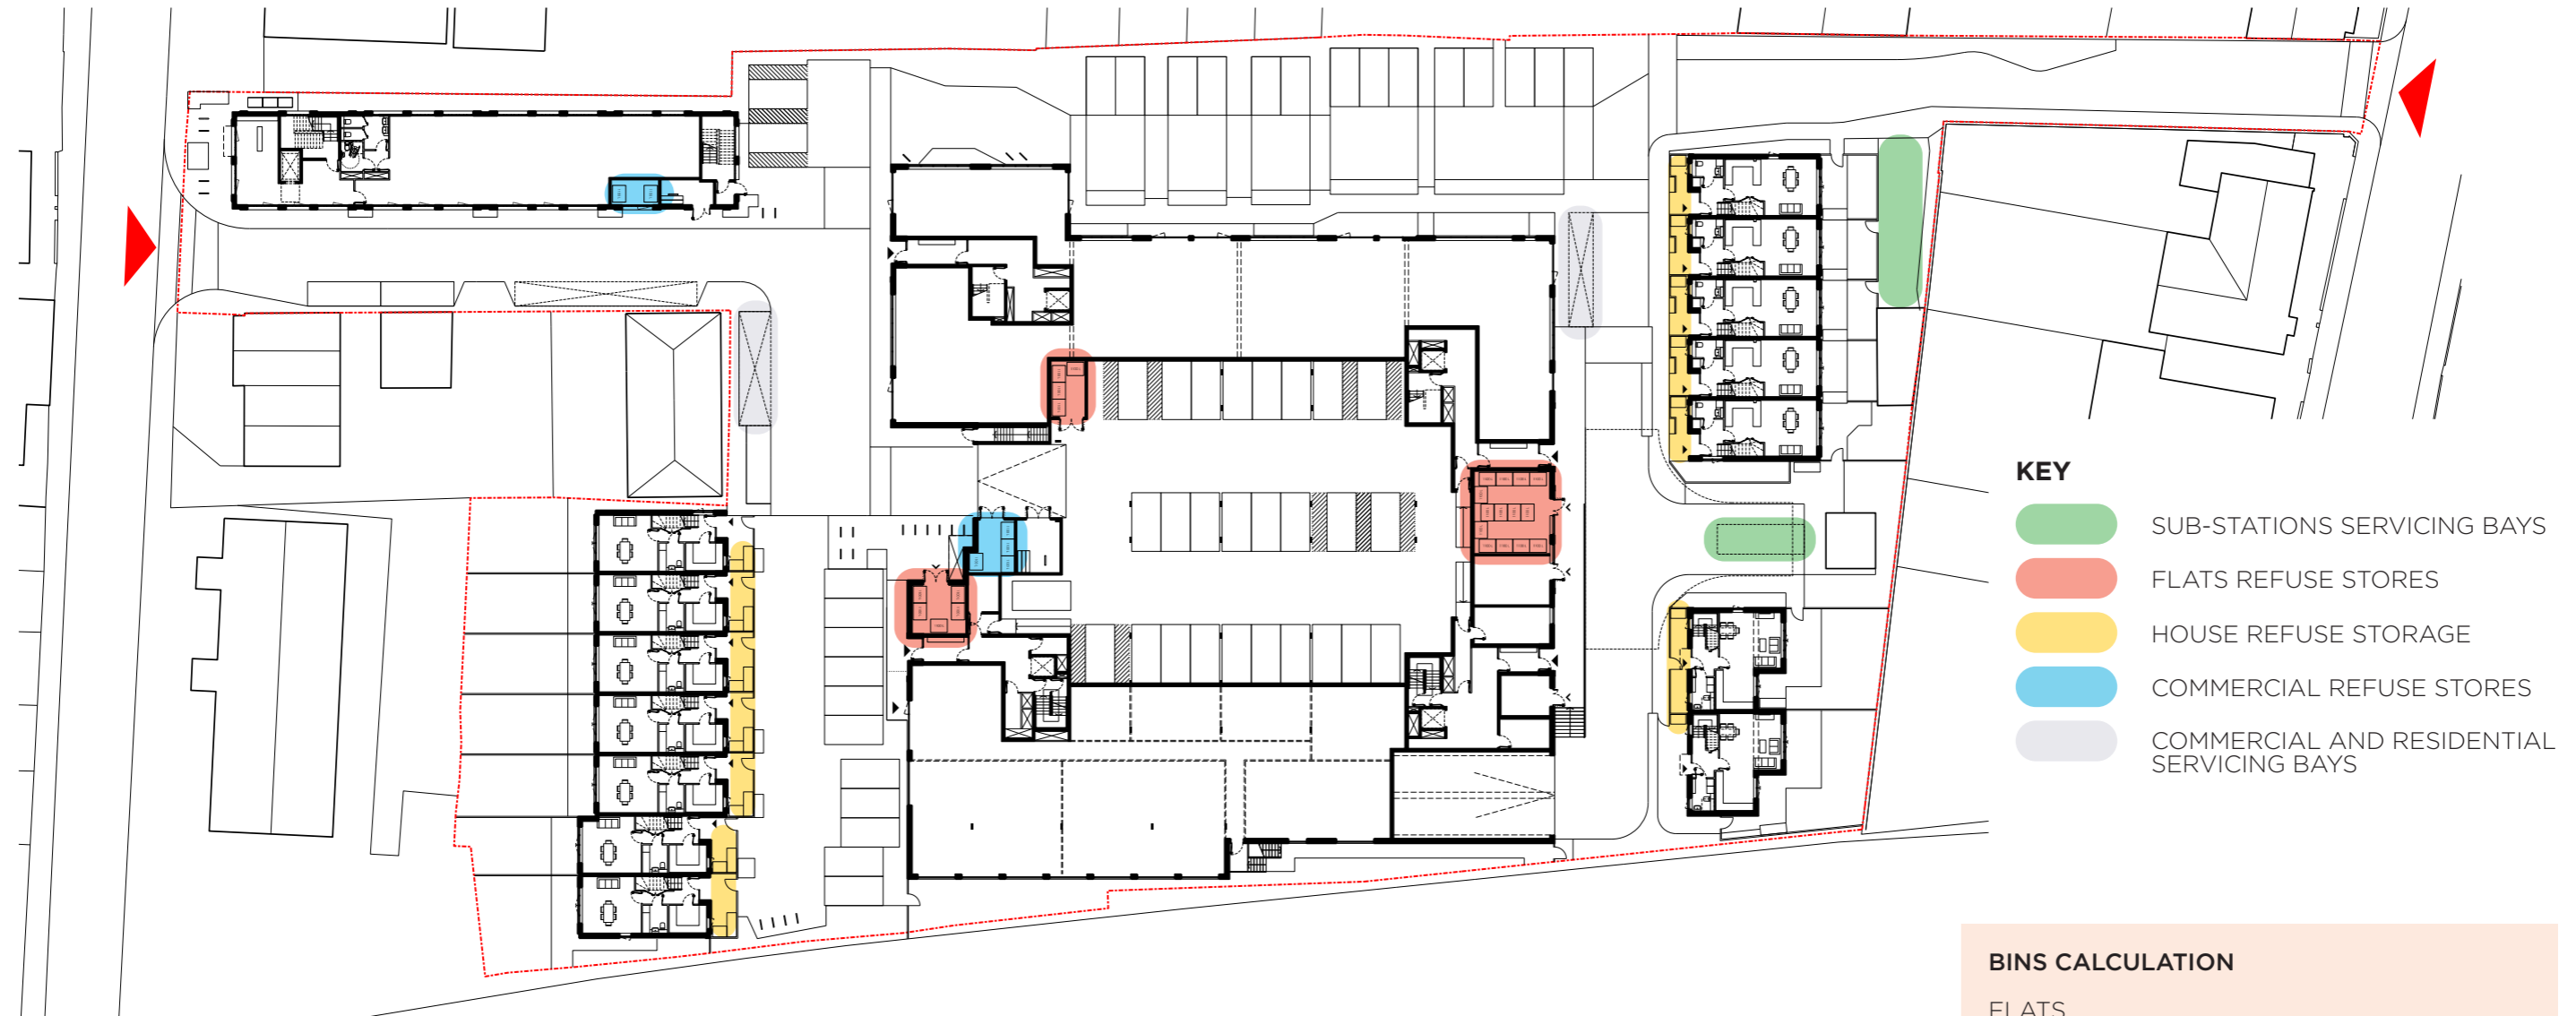 KEY
SUB-STATIONS SERVICING BAYS
FLATS REFUSE STORES
HOUSE REFUSE STORAGE
COMMERCIAL REFUSE STORES
COMMERCIAL AND RESIDENTIAL
SERVICING BAYS
BINS CALCULATION
FLATS